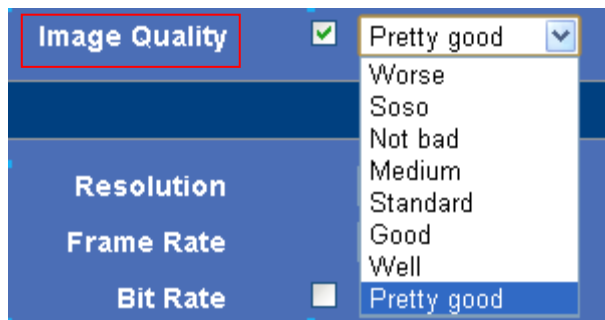 Image Quality Pretty good
Worse
Soso
Not bad
Medium
Resolution
Standard
Frame Rate
Good
Well
Bit Rate
Pretty good